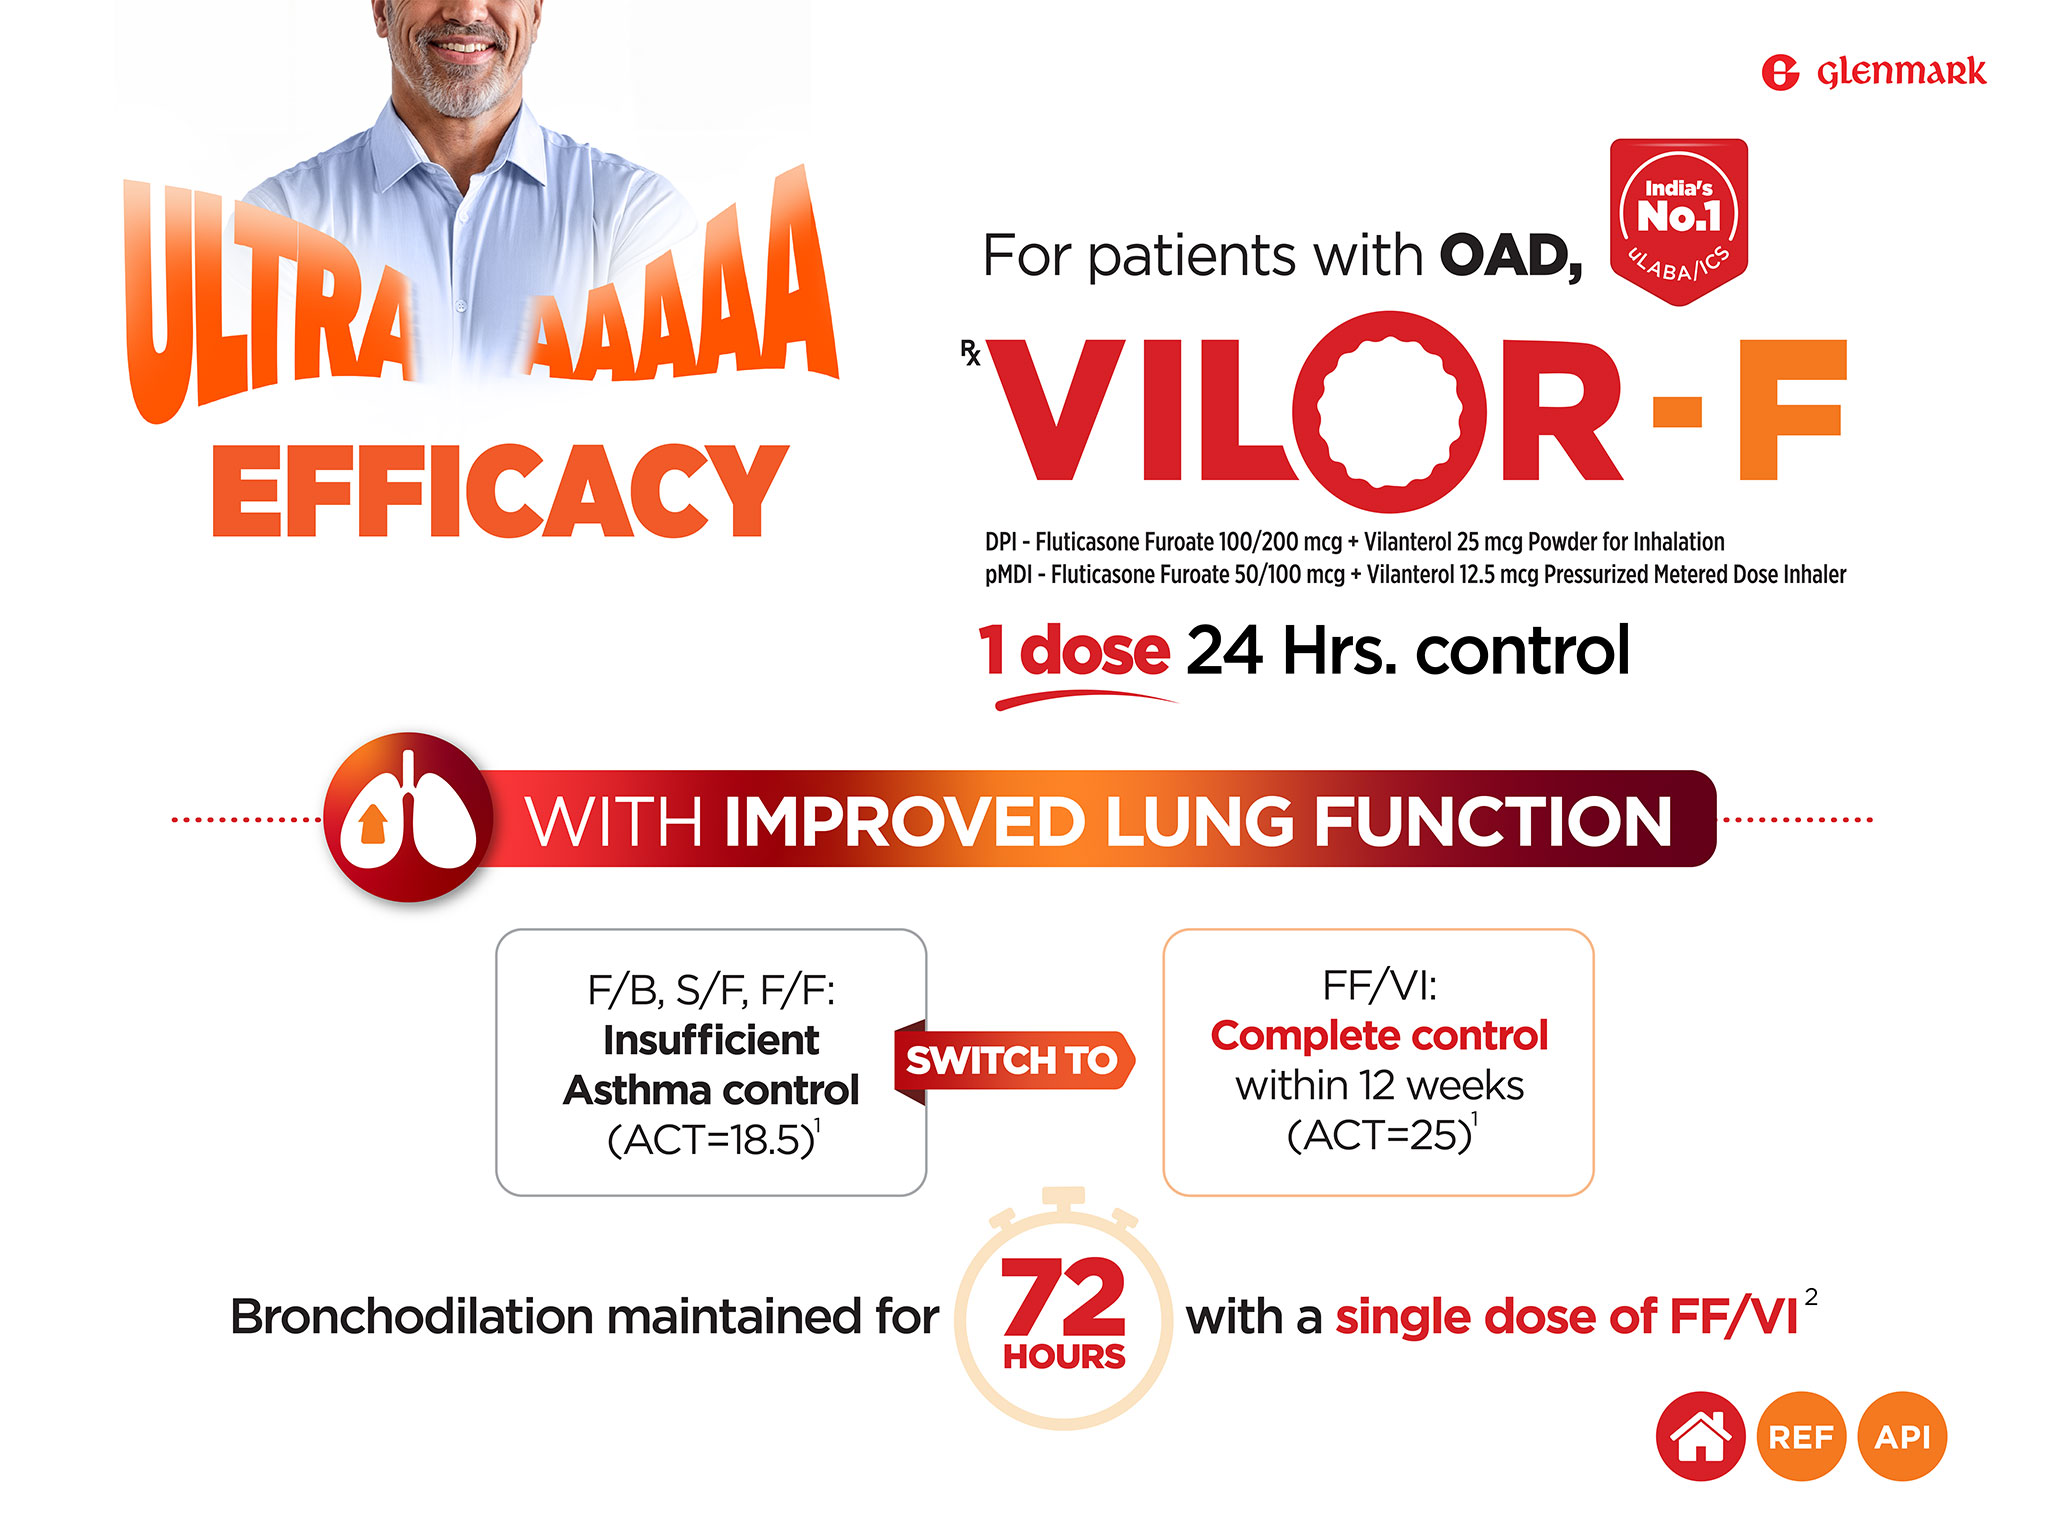 glenmark
ULTRA AAAAAA
EFFICACY
India's
No.1
uLABA/ICS
For patients with OAD,
Rx VILOR-F
DPI - Fluticasone Furoate 100/200 mcg + Vilanterol 25 mcg Powder for Inhalation
pMDI - Fluticasone Furoate 50/100 mcg + Vilanterol 12.5 mcg Pressurized Metered Dose Inhaler
1 dose 24 Hrs. control
WITH IMPROVED LUNG FUNCTION
F/B, S/F, F/F:
Insufficient
Asthma control
(ACT=18.5)1
SWITCH TO
FF/VI:
Complete control
within 12 weeks
(ACT=25)1
Bronchodilation maintained for 72 HOURS with a single dose of FF/VI2
REF
API